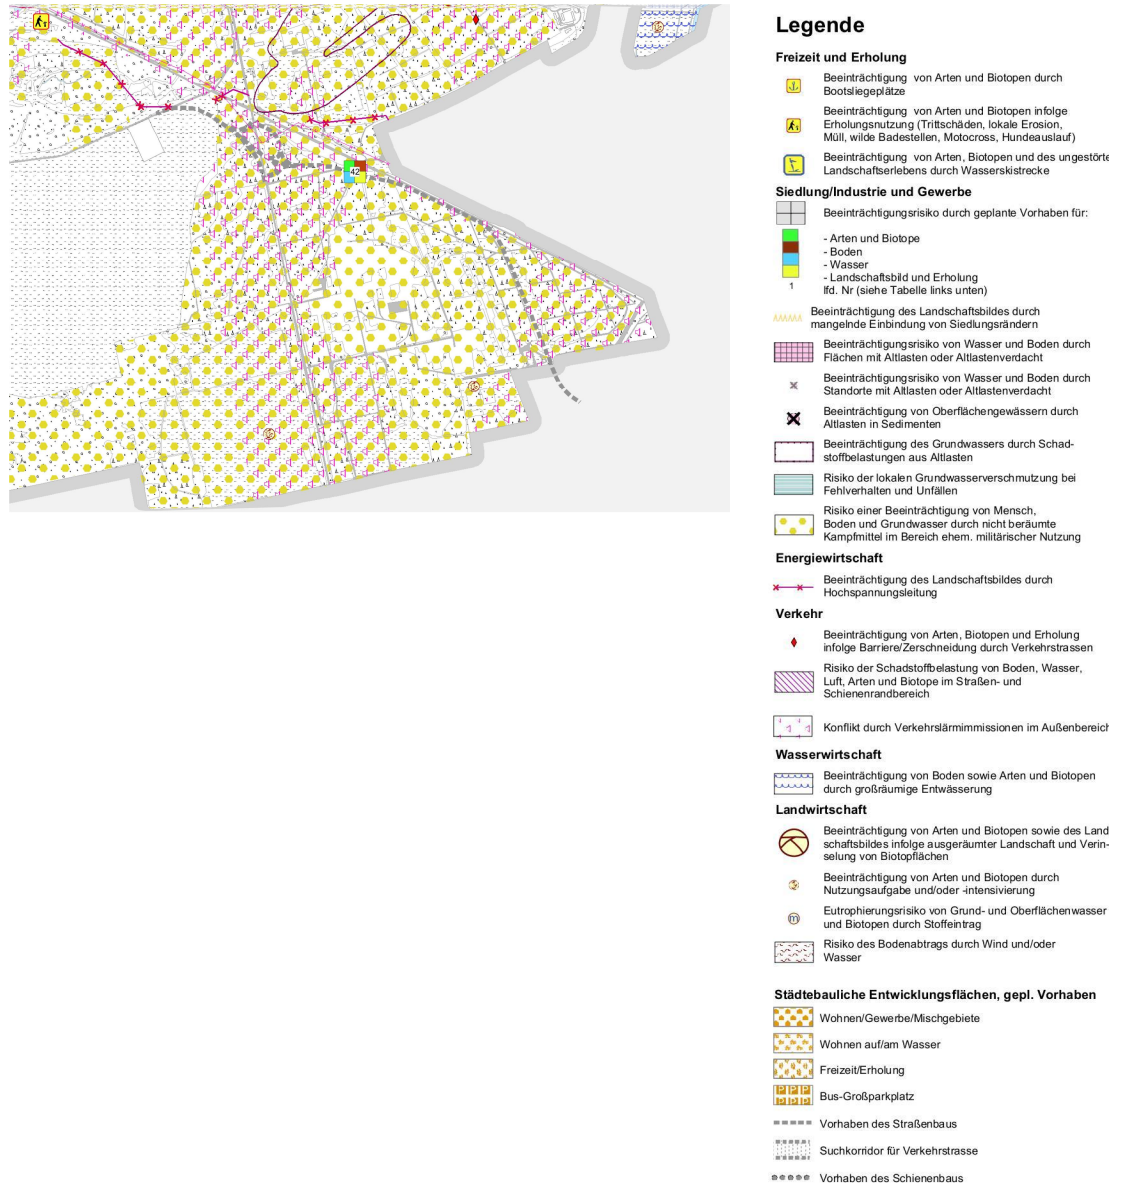 42
Legende
Freizeit und Erholung
Beeinträchtigung von Arten und Biotopen durch
Bootsliegeplätze
Beeinträchtigung von Arten und Biotopen infolge
Erholungsnutzung (Trittschäden, lokale Erosion,
Müll, wilde Badestellen, Motocross, Hundeauslauf)
Beeinträchtigung von Arten, Biotopen und des ungestörte
Landschaftserlebens durch Wasserskistrecke
Siedlung/Industrie und Gewerbe
Beeinträchtigungsrisiko durch geplante Vorhaben für:
- Arten und Biotope
- Boden
- Wasser
- Landschaftsbild und Erholung
1 lfd. Nr (siehe Tabelle links unten)
Beeinträchtigung des Landschaftsbildes durch
mangelnde Einbindung von Siedlungsrändern
Beeinträchtigungsrisiko von Wasser und Boden durch
Flächen mit Altlasten oder Altlastenverdacht
Beeinträchtigungsrisiko von Wasser und Boden durch
Standorte mit Altlasten oder Altlastenverdacht
Beeinträchtigung von Oberflächengewässern durch
Altlasten in Sedimenten
Beeinträchtigung des Grundwassers durch Schad-
stoffbelastungen aus Altlasten
Risiko der lokalen Grundwasserverschmutzung bei
Fehlverhalten und Unfällen
Risiko einer Beeinträchtigung von Mensch,
Boden und Grundwasser durch nicht beräumte
Kampfmittel im Bereich ehem. militärischer Nutzung
Energiewirtschaft
Beeinträchtigung des Landschaftsbildes durch
Hochspannungsleitung
Verkehr
Beeinträchtigung von Arten, Biotopen und Erholung
infolge Barriere/Zerschneidung durch Verkehrstrassen
Risiko der Schadstoffbelastung von Boden, Wasser,
Luft, Arten und Biotope im Straßen- und
Schienenrandbereich
Konflikt durch Verkehrslärmimmissionen im Außenbereich
Wasserwirtschaft
Beeinträchtigung von Boden sowie Arten und Biotopen
durch großräumige Entwässerung
Landwirtschaft
Beeinträchtigung von Arten und Biotopen sowie des Land
schaftsbildes infolge ausgeräumter Landschaft und Verin-
selung von Biotopflächen
Beeinträchtigung von Arten und Biotopen durch
Nutzungsaufgabe und/oder -intensivierung
m
Eutrophierungsrisiko von Grund- und Oberflächenwasser
und Biotopen durch Stoffeintrag
Risiko des Bodenabtrags durch Wind und/oder
Wasser
Städtebauliche Entwicklungsflächen, gepl. Vorhaben
Wohnen/Gewerbe/Mischgebiete
Wohnen auf/am Wasser
Freizeit/Erholung
Bus-Großparkplatz
Vorhaben des Straßenbaus
Suchkorridor für Verkehrstrasse
Vorhaben des Schienenbaus